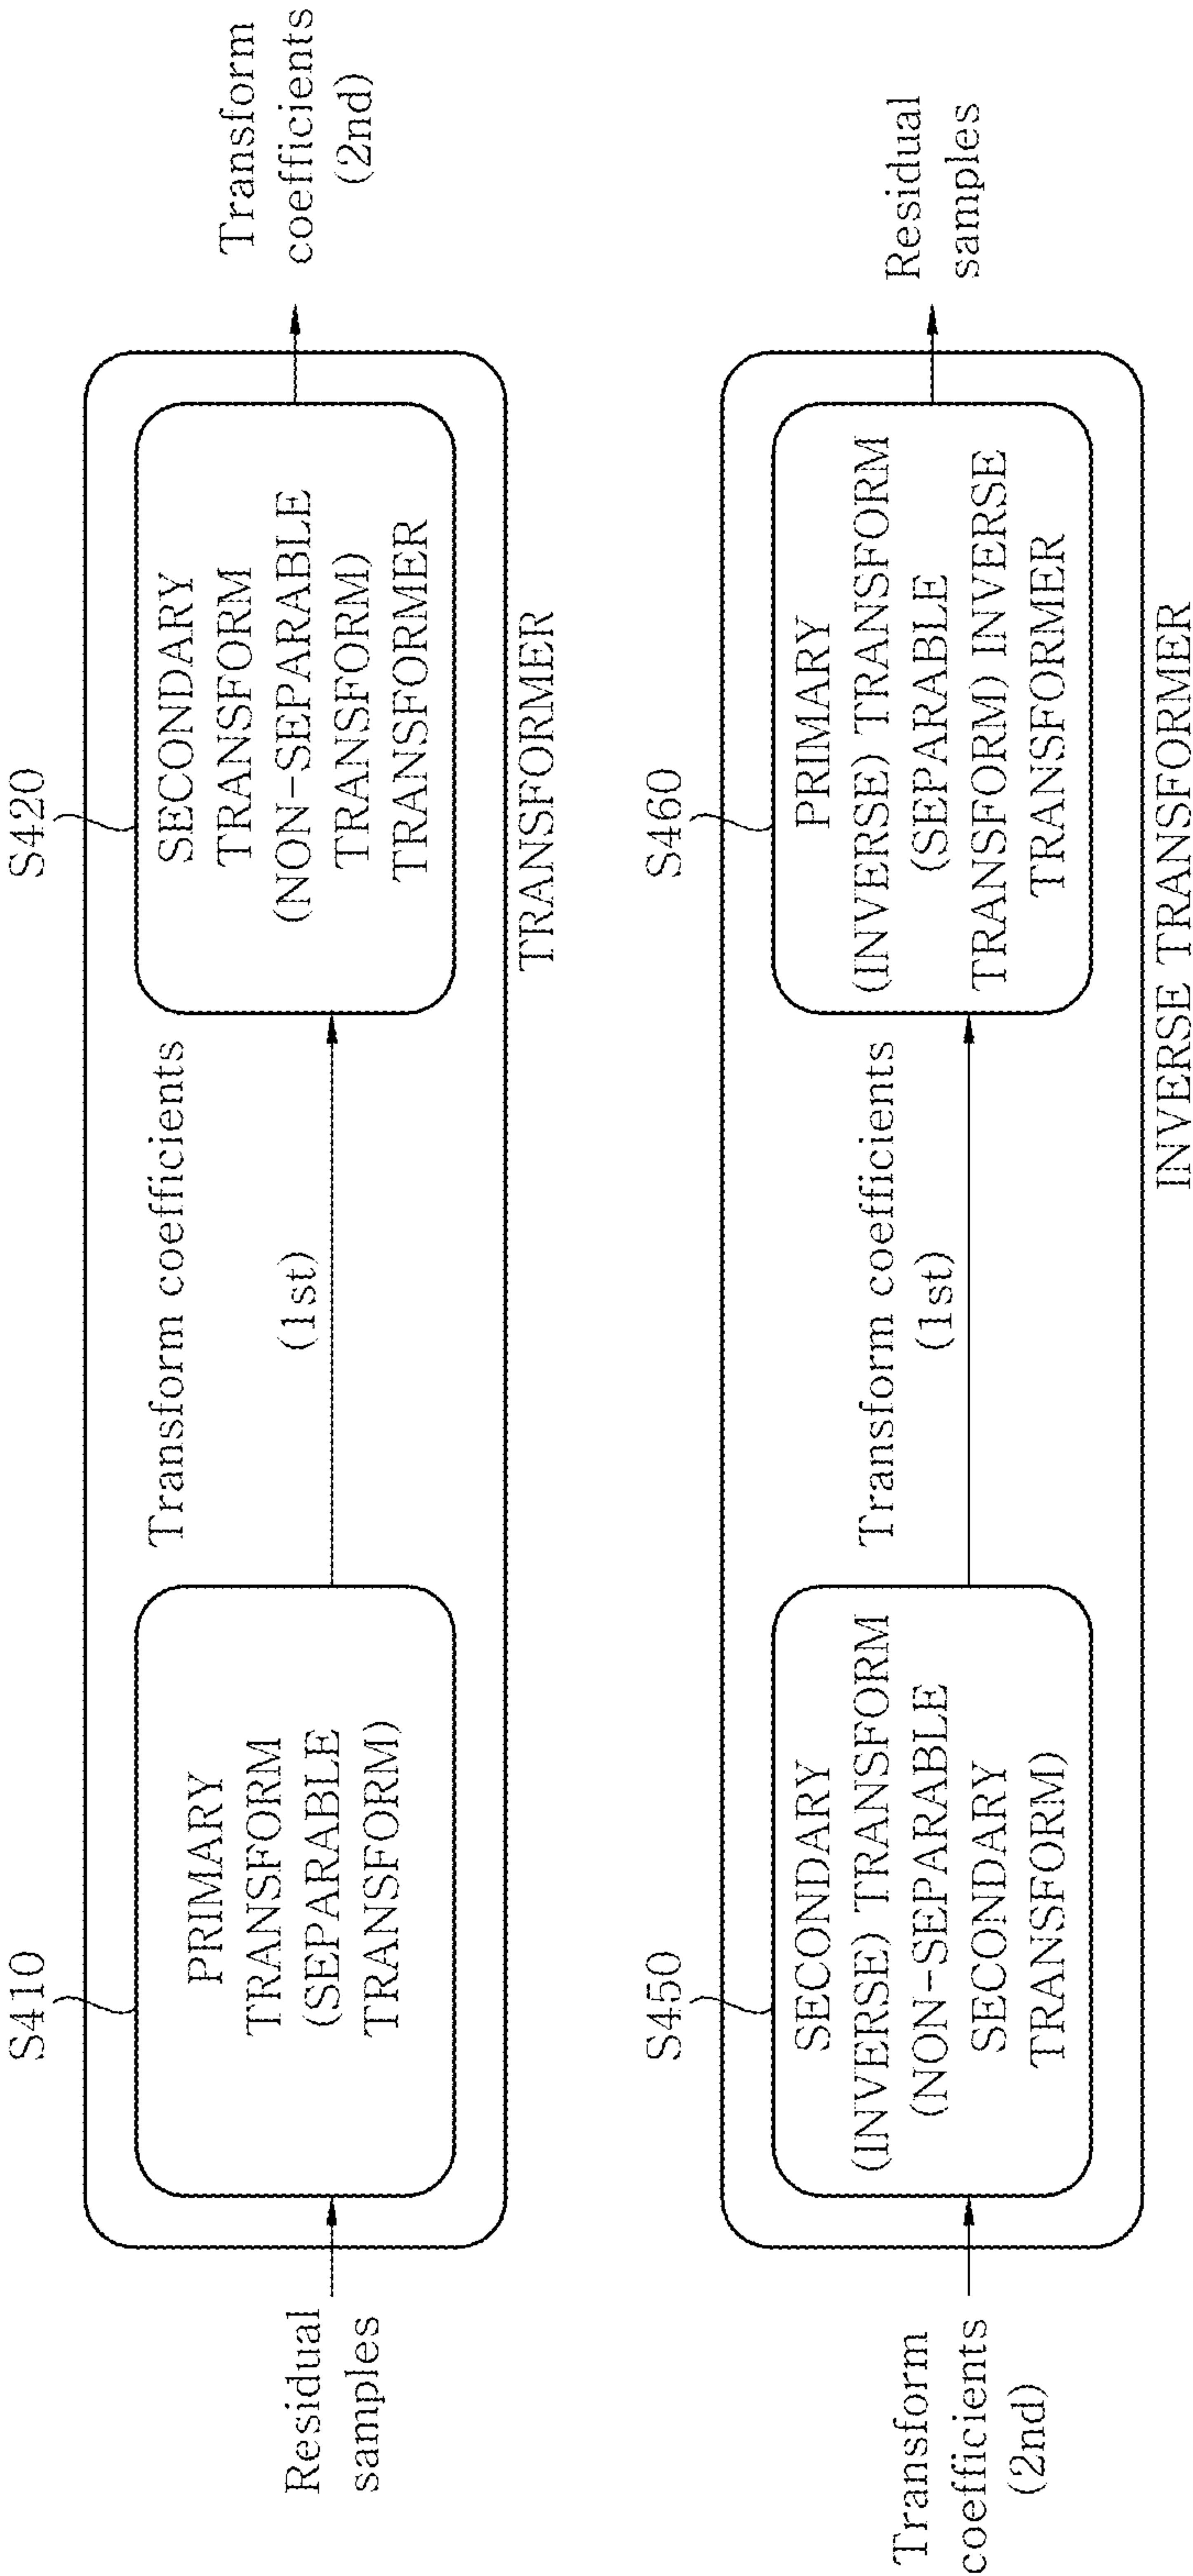 S410
S420
Residual
samples
PRIMARY
TRANSFORM
(SEPARABLE
TRANSFORM)
Transform coefficients
(1st)
SECONDARY
TRANSFORM
(NON-SEPARABLE
TRANSFORM)
TRANSFORMER
Transform
coefficients
(2nd)
TRANSFORMER
S450
S460
Transform
coefficients
(2nd)
SECONDARY
(INVERSE) TRANSFORM
(NON-SEPARABLE
SECONDARY
TRANSFORM)
Transform coefficients
(1st)
PRIMARY
(INVERSE) TRANSFORM
(SEPARABLE
TRANSFORM) INVERSE
TRANSFORMER
Residual
samples
INVERSE TRANSFORMER